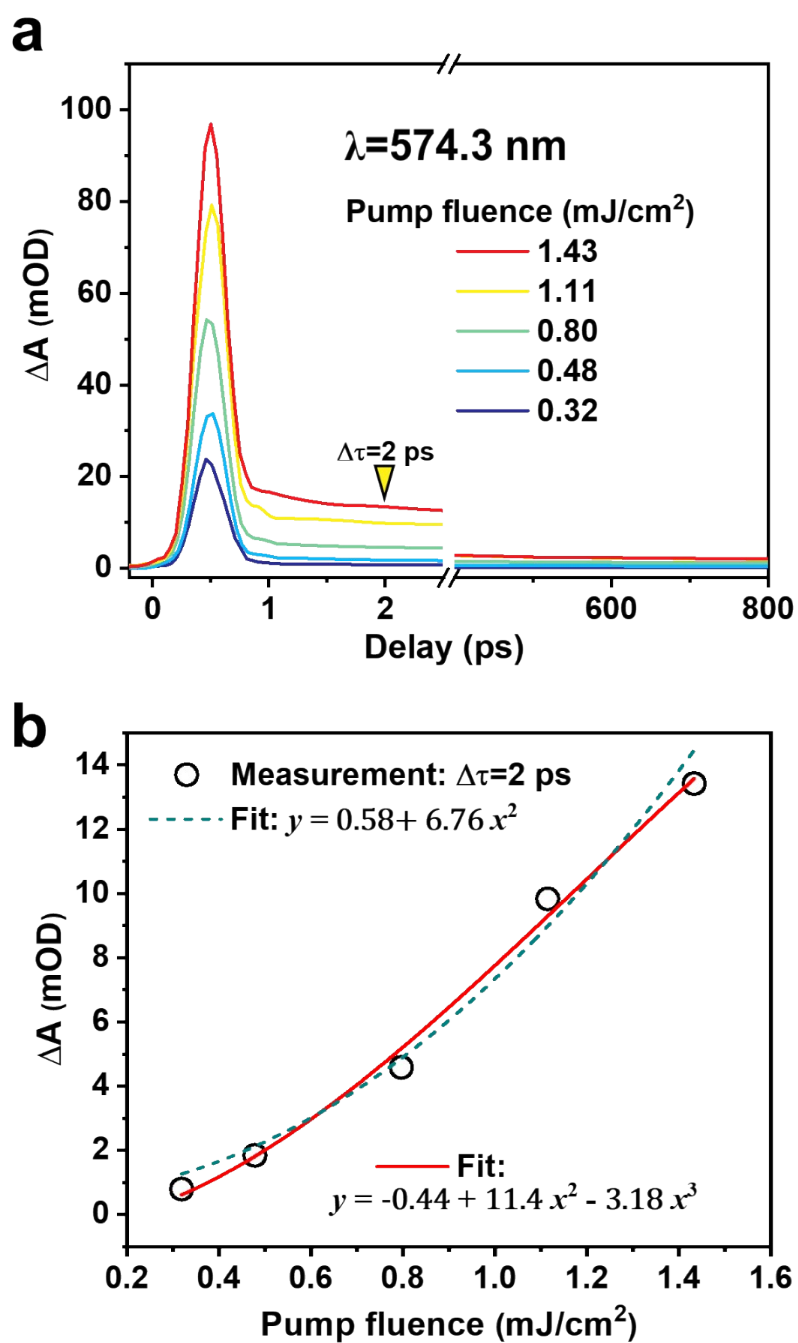 a
100
80
60
40
20
0
ΔA (mOD)
λ=574.3 nm
Pump fluence (mJ/cm²)
1.43
1.11
0.80
0.48
0.32
Δτ=2 ps
0 1 2 600 800
Delay (ps)
b
14
12
10
8
6
4
2
0
ΔA (mOD)
Measurement: Δτ=2 ps
Fit: y = 0.58+ 6.76 x²
Fit:
y = -0.44 + 11.4 x² - 3.18 x³
0.2 0.4 0.6 0.8 1.0 1.2 1.4 1.6
Pump fluence (mJ/cm²)